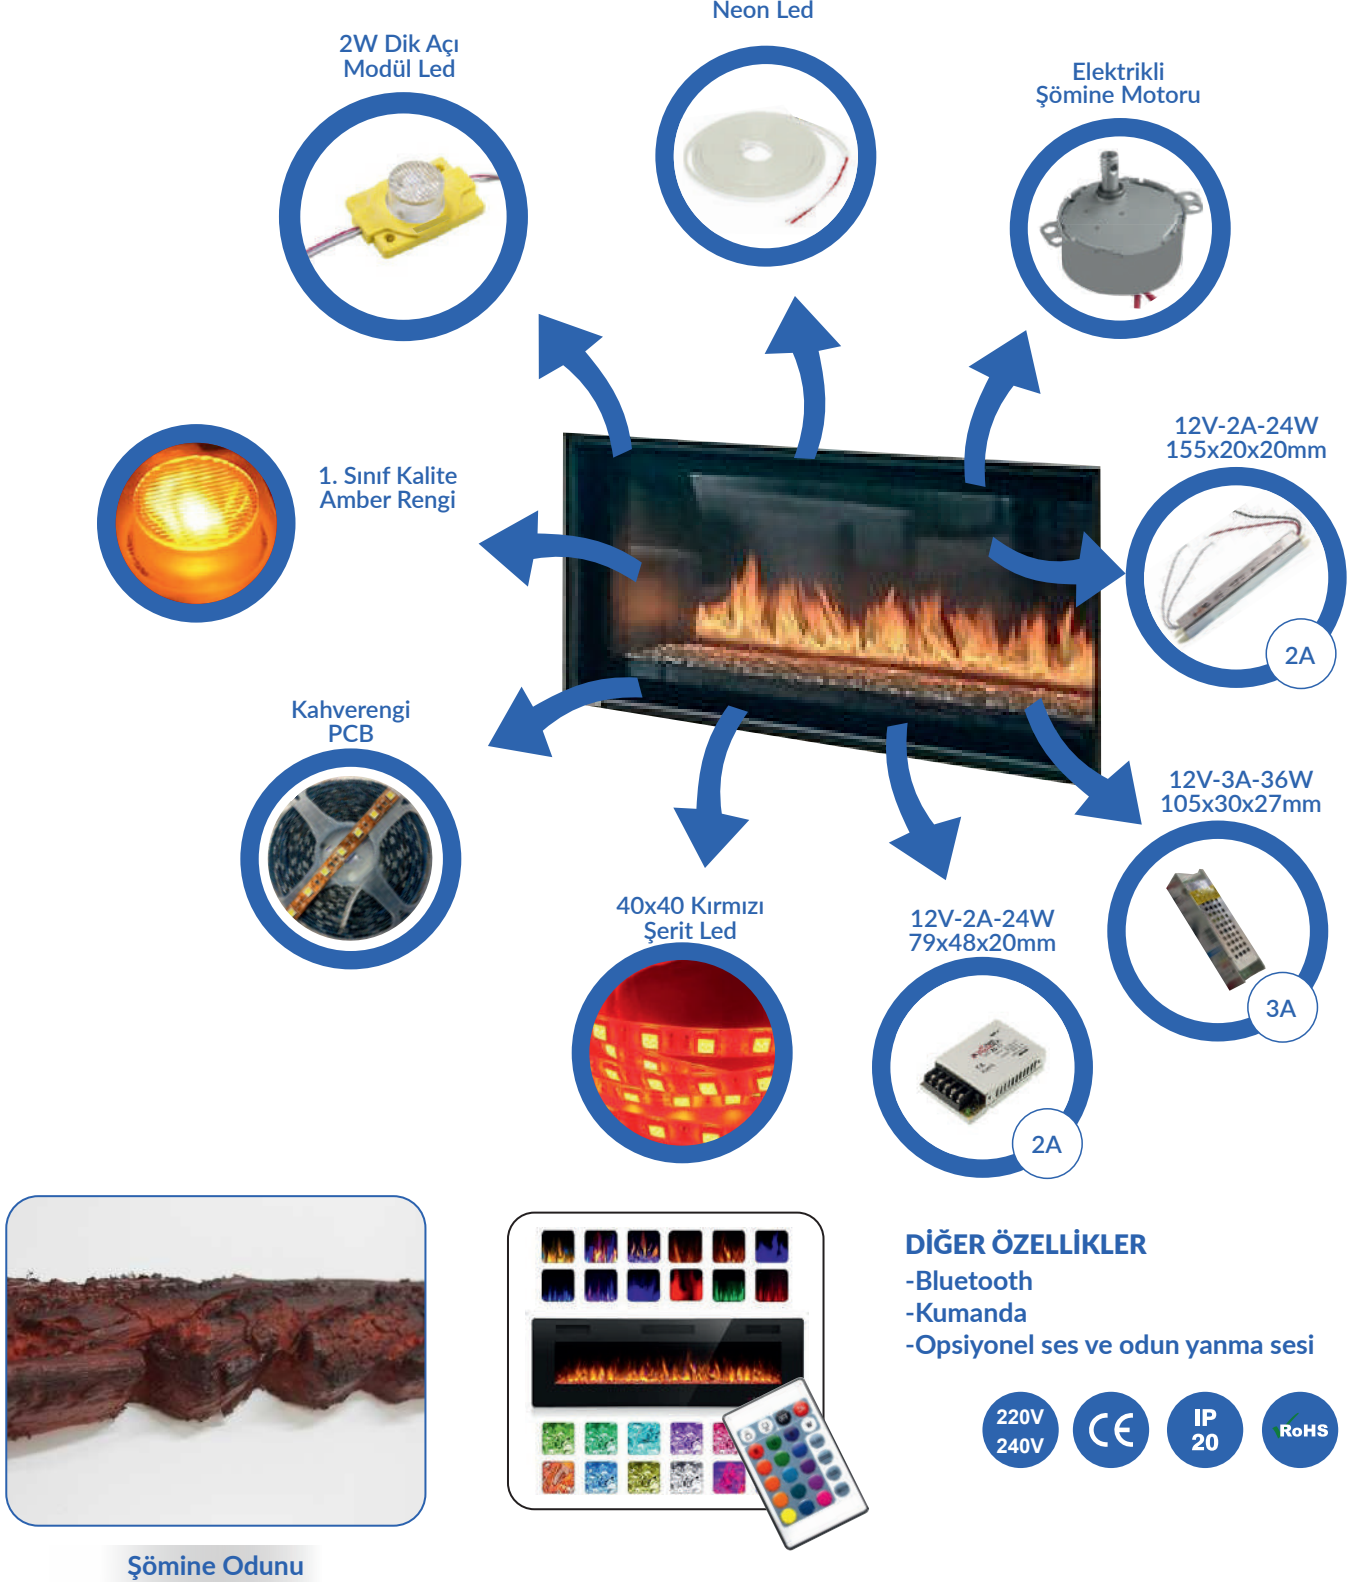 Neon Led
2W Dik Açı
Modül Led
Elektrikli
Şömine Motoru
1. Sınıf Kalite
Amber Rengi
12V-2A-24W
155x20x20mm
2A
Kahverengi
PCB
12V-3A-36W
105x30x27mm
3A
40x40 Kırmızı
Şerit Led
12V-2A-24W
79x48x20mm
2A
DİĞER ÖZELLİKLER
-Bluetooth
-Kumanda
-Opsiyonel ses ve odun yanma sesi
220V
240V
CE
IP
20
RoHS
Şömine Odunu